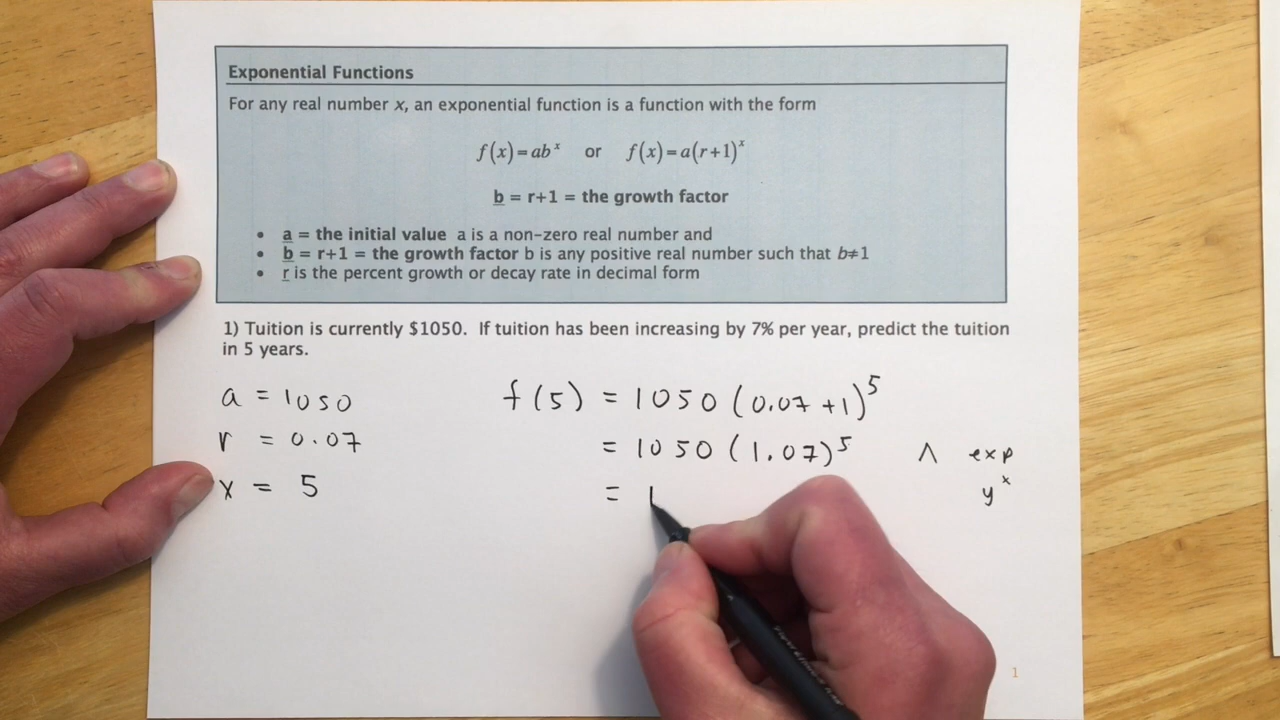 Exponential Functions
For any real number x, an exponential function is a function with the form
f(x)=abˣ or f(x)=a(r+1)ˣ
b = r+1 = the growth factor
• a = the initial value a is a non-zero real number and
• b = r+1 = the growth factor b is any positive real number such that b≠1
• r is the percent growth or decay rate in decimal form
1) Tuition is currently $1050. If tuition has been increasing by 7% per year, predict the tuition
in 5 years.
a = 1050
r = 0.07
x = 5
f(5) = 1050(0.07+1)⁵
= 1050(1.07)⁵
= 1
^ exp
yˣ
1